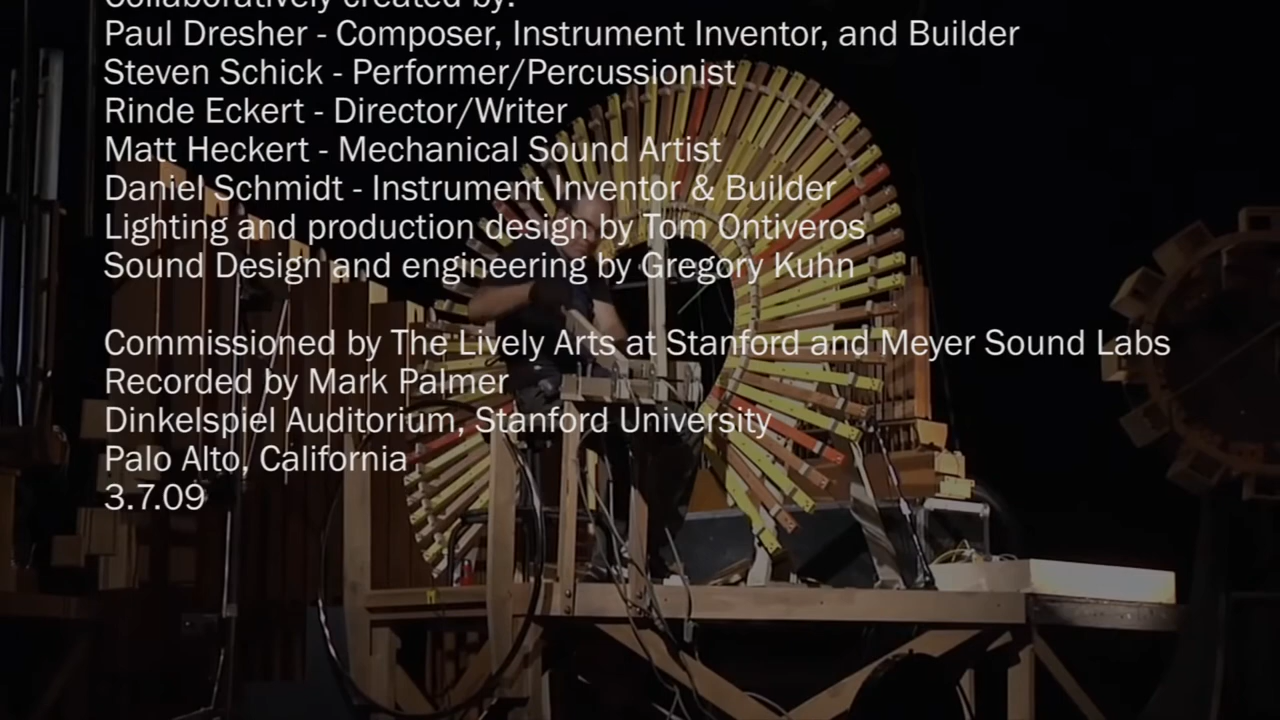 Collaboratively created by:
Paul Dresher - Composer, Instrument Inventor, and Builder
Steven Schick - Performer/Percussionist
Rinde Eckert - Director/Writer
Matt Heckert - Mechanical Sound Artist
Daniel Schmidt - Instrument Inventor & Builder
Lighting and production design by Tom Ontiveros
Sound Design and engineering by Gregory Kuhn
Commissioned by The Lively Arts at Stanford and Meyer Sound Labs
Recorded by Mark Palmer
Dinkelspiel Auditorium, Stanford University
Palo Alto, California
3.7.09